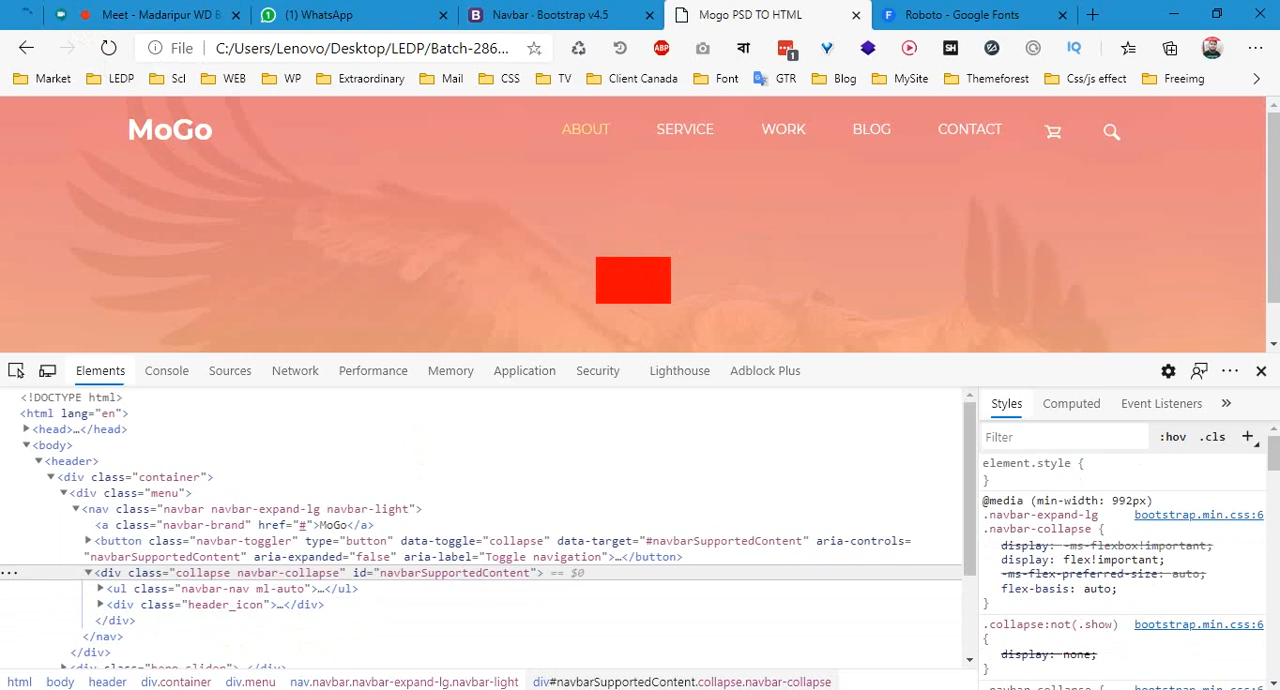 Meet - Madaripur WD B
(1) WhatsApp
Navbar · Bootstrap v4.5
Mogo PSD TO HTML
Roboto - Google Fonts
File
C:/Users/Lenovo/Desktop/LEDP/Batch-286...
ABP
বা
1
SH
IQ
Market
LEDP
Scl
WEB
WP
Extraordinary
Mail
CSS
TV
Client Canada
Font
GTR
Blog
MySite
Themeforest
Css/js effect
Freeimg
MoGo
ABOUT
SERVICE
WORK
BLOG
CONTACT
Elements
Console
Sources
Network
Performance
Memory
Application
Security
Lighthouse
Adblock Plus
<!DOCTYPE html>
<html lang="en">
<head>…</head>
<body>
<header>
<div class="container">
<div class="menu">
<nav class="navbar navbar-expand-lg navbar-light">
<a class="navbar-brand" href="#">MoGo</a>
<button class="navbar-toggler" type="button" data-toggle="collapse" data-target="#navbarSupportedContent" aria-controls=
"navbarSupportedContent" aria-expanded="false" aria-label="Toggle navigation">…</button>
<div class="collapse navbar-collapse" id="navbarSupportedContent"> == $0
<ul class="navbar-nav ml-auto">…</ul>
<div class="header_icon">…</div>
</div>
</nav>
</div>
html
body
header
div.container
div.menu
nav.navbar.navbar-expand-lg.navbar-light
div#navbarSupportedContent.collapse.navbar-collapse
Styles
Computed
Event Listeners
Filter
:hov
.cls
element.style {
}
@media (min-width: 992px)
.navbar-expand-lg bootstrap.min.css:6
.navbar-collapse {
display: -ms-flexbox!important;
display: flex!important;
-ms-flex-preferred-size: auto;
flex-basis: auto;
}
.collapse:not(.show) bootstrap.min.css:6
{
display: none;
}